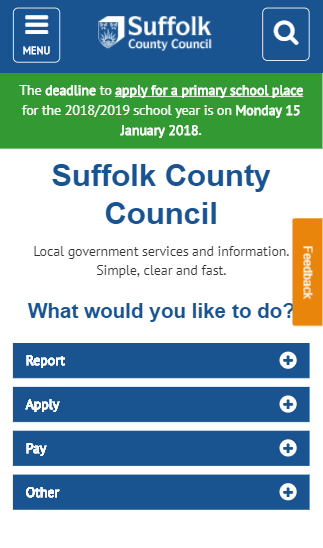 MENU
Suffolk
County Council
The deadline to apply for a primary school place
for the 2018/2019 school year is on Monday 15
January 2018.
Suffolk County
Council
Local government services and information.
Simple, clear and fast.
Feedback
What would you like to do?
Report
Apply
Pay
Other